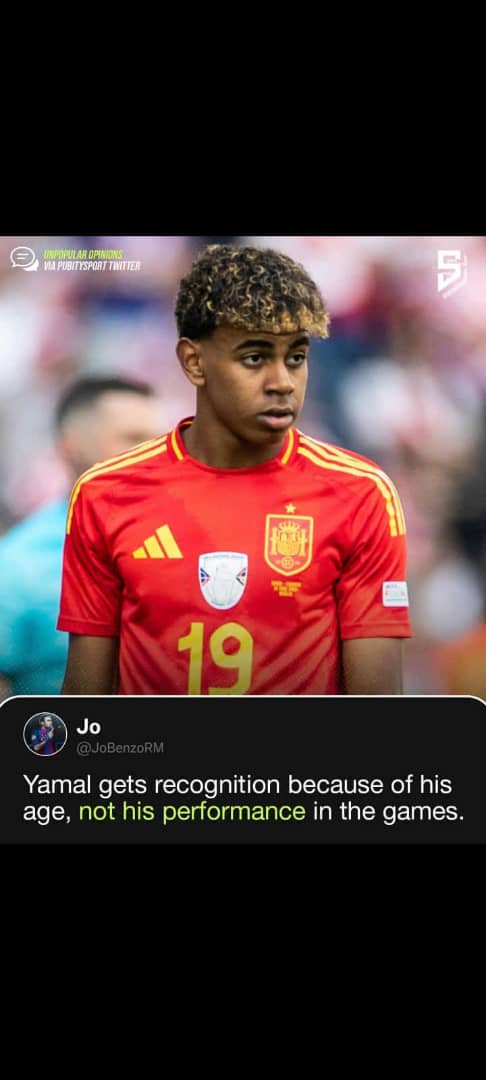 UNPOPULAR OPINIONS
VIA PUBITYSPORT TWITTER
19
Jo
@JoBenzoRM
Yamal gets recognition because of his
age, not his performance in the games.